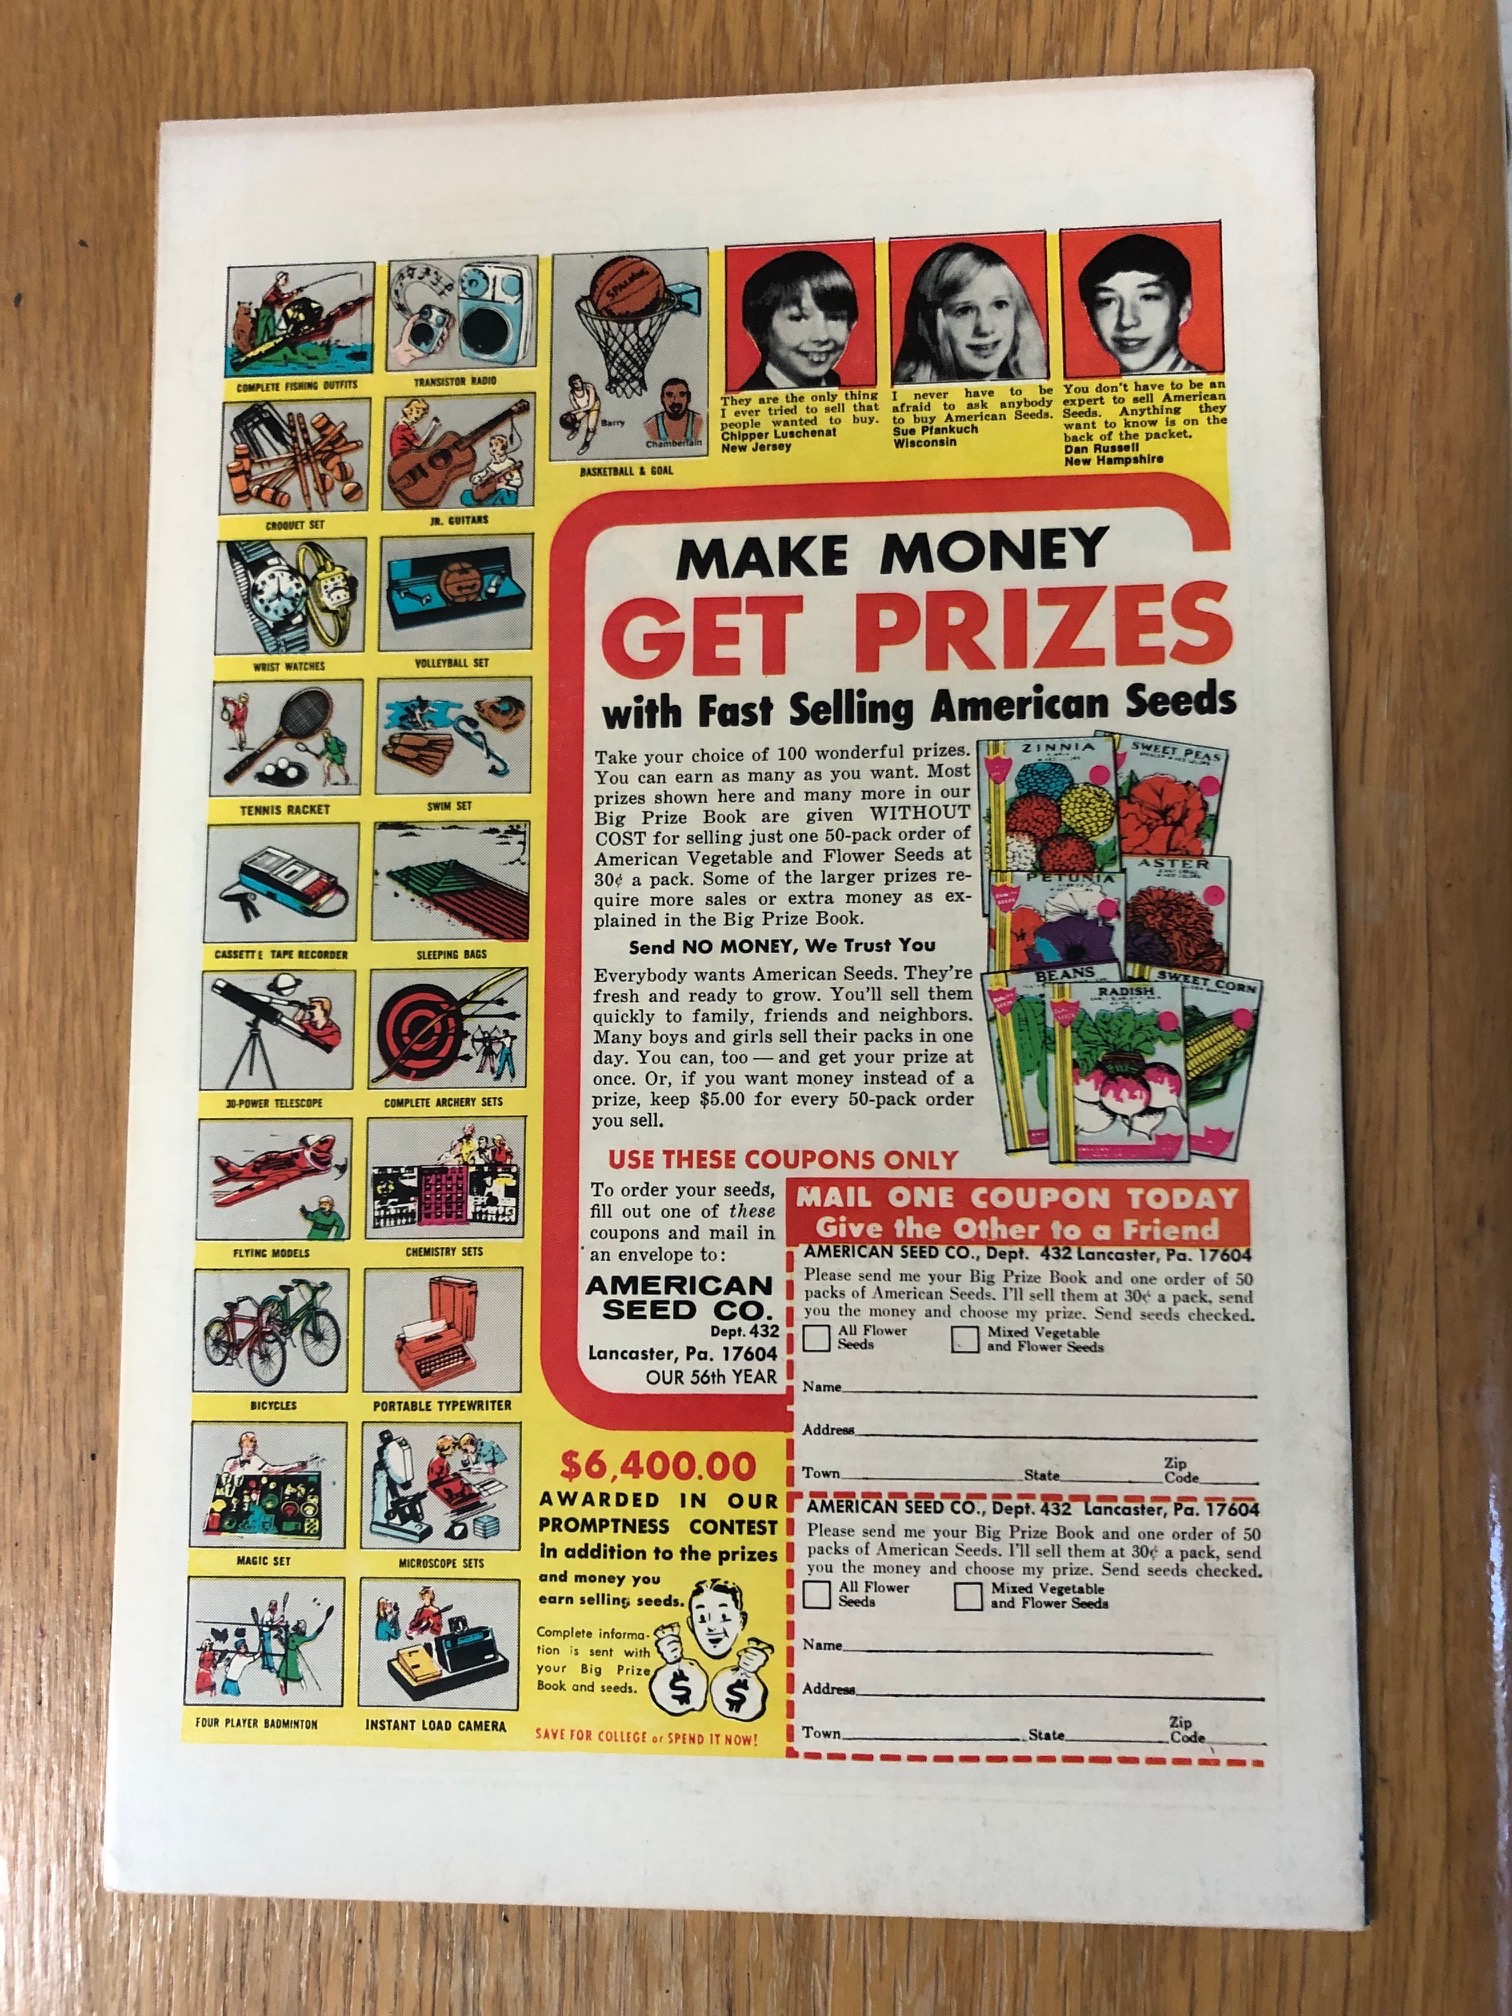 COMPLETE FISHING OUTFITS
TRANSISTOR RADIO
SPALDING
Barry
Chamberlain
BASKETBALL & GOAL
CROQUET SET
JR. GUITARS
WRIST WATCHES
VOLLEYBALL SET
TENNIS RACKET
SWIM SET
CASSETTE TAPE RECORDER
SLEEPING BAGS
30-POWER TELESCOPE
COMPLETE ARCHERY SETS
FLYING MODELS
CHEMISTRY SETS
BICYCLES
PORTABLE TYPEWRITER
MAGIC SET
MICROSCOPE SETS
FOUR PLAYER BADMINTON
INSTANT LOAD CAMERA
They are the only thing
I ever tried to sell that
people wanted to buy.
Chipper Luschenat
New Jersey
I never have to be
afraid to ask anybody
to buy American Seeds.
Sue Pfankuch
Wisconsin
You don't have to be an
expert to sell American
Seeds. Anything they
want to know is on the
back of the packet.
Dan Russell
New Hampshire
MAKE MONEY
GET PRIZES
with Fast Selling American Seeds
Take your choice of 100 wonderful prizes.
You can earn as many as you want. Most
prizes shown here and many more in our
Big Prize Book are given WITHOUT
COST for selling just one 50-pack order of
American Vegetable and Flower Seeds at
30¢ a pack. Some of the larger prizes re-
quire more sales or extra money as ex-
plained in the Big Prize Book.
Send NO MONEY, We Trust You
Everybody wants American Seeds. They're
fresh and ready to grow. You'll sell them
quickly to family, friends and neighbors.
Many boys and girls sell their packs in one
day. You can, too — and get your prize at
once. Or, if you want money instead of a
prize, keep $5.00 for every 50-pack order
you sell.
ZINNIA
SWEET PEAS
PETUNIA
ASTER
BEANS
RADISH
SWEET CORN
USE THESE COUPONS ONLY
To order your seeds,
fill out one of these
coupons and mail in
an envelope to:
AMERICAN
SEED CO.
Dept. 432
Lancaster, Pa. 17604
OUR 56th YEAR
$6,400.00
AWARDED IN OUR
PROMPTNESS CONTEST
in addition to the prizes
and money you
earn selling seeds.
Complete informa-
tion is sent with
your Big Prize
Book and seeds.
$ $
SAVE FOR COLLEGE or SPEND IT NOW!
MAIL ONE COUPON TODAY
Give the Other to a Friend
AMERICAN SEED CO., Dept. 432 Lancaster, Pa. 17604
Please send me your Big Prize Book and one order of 50
packs of American Seeds. I'll sell them at 30¢ a pack, send
you the money and choose my prize. Send seeds checked.
All Flower
Seeds
Mixed Vegetable
and Flower Seeds
Name
Address
Town State Zip
Code
AMERICAN SEED CO., Dept. 432 Lancaster, Pa. 17604
Please send me your Big Prize Book and one order of 50
packs of American Seeds. I'll sell them at 30¢ a pack, send
you the money and choose my prize. Send seeds checked.
All Flower
Seeds
Mixed Vegetable
and Flower Seeds
Name
Address
Town State Zip
Code